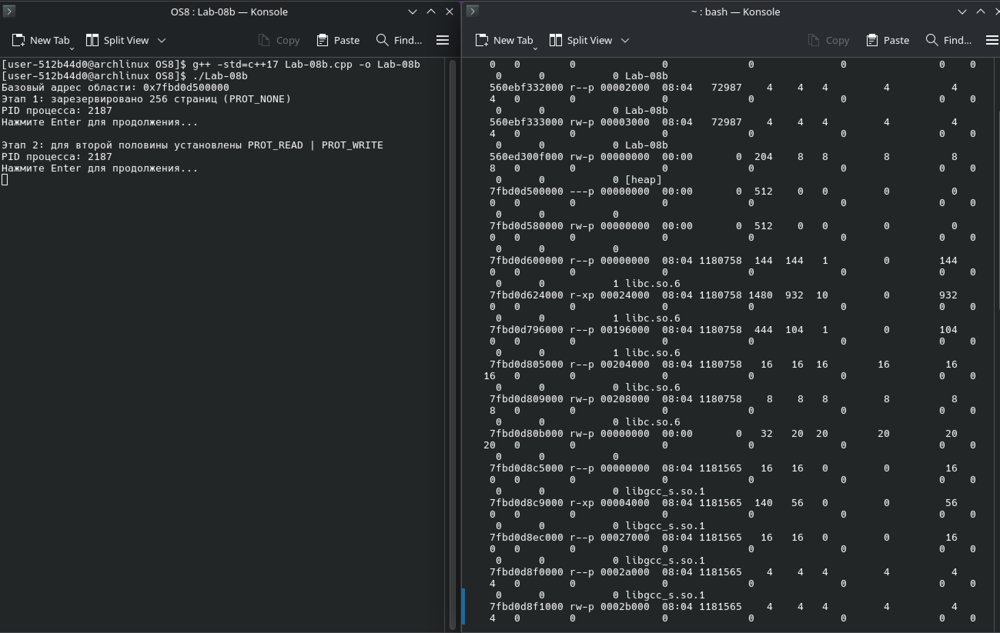 OS8 : Lab-08b — Konsole
New Tab Split View Copy Paste Find...
[user-512b44d0@archlinux OS8]$ g++ -std=c++17 Lab-08b.cpp -o Lab-08b
[user-512b44d0@archlinux OS8]$ ./Lab-08b
Базовый адрес области: 0x7fbd0d500000
Этап 1: зарезервировано 256 страниц (PROT_NONE)
PID процесса: 2187
Нажмите Enter для продолжения...
Этап 2: для второй половины установлены PROT_READ | PROT_WRITE
PID процесса: 2187
Нажмите Enter для продолжения...
~ : bash — Konsole
New Tab Split View Copy Paste Find...
0 0 0 0 0 0 0 0
0 0 0 Lab-08b
560ebf332000 r--p 00002000 08:04 72987 4 4 4 4 4
4 0 0 0 0 0 0 0
0 0 0 Lab-08b
560ebf333000 rw-p 00003000 08:04 72987 4 4 4 4 4
4 0 0 0 0 0 0 0
0 0 0 Lab-08b
560ed300f000 rw-p 00000000 00:00 0 204 8 8 8 8
8 0 0 0 0 0 0 0
0 0 0 [heap]
7fbd0d500000 ---p 00000000 00:00 0 512 0 0 0 0
0 0 0 0 0 0 0 0
0 0 0
7fbd0d580000 rw-p 00000000 00:00 0 512 0 0 0 0
0 0 0 0 0 0 0 0
0 0 0
7fbd0d600000 r--p 00000000 08:04 1180758 144 144 1 0 144
0 0 0 0 0 0 0 0
0 0 1 libc.so.6
7fbd0d624000 r-xp 00024000 08:04 1180758 1480 932 10 0 932
0 0 0 0 0 0 0 0
0 0 1 libc.so.6
7fbd0d796000 r--p 00196000 08:04 1180758 444 104 1 0 104
0 0 0 0 0 0 0 0
0 0 1 libc.so.6
7fbd0d805000 r--p 00204000 08:04 1180758 16 16 16 16 16
16 0 0 0 0 0 0 0
0 0 0 libc.so.6
7fbd0d809000 rw-p 00208000 08:04 1180758 8 8 8 8 8
8 0 0 0 0 0 0 0
0 0 0 libc.so.6
7fbd0d80b000 rw-p 00000000 00:00 0 32 20 20 20 20
20 0 0 0 0 0 0 0
0 0 0
7fbd0d8c5000 r--p 00000000 08:04 1181565 16 16 0 0 16
0 0 0 0 0 0 0 0
0 0 0 libgcc_s.so.1
7fbd0d8c9000 r-xp 00004000 08:04 1181565 140 56 0 0 56
0 0 0 0 0 0 0 0
0 0 0 libgcc_s.so.1
7fbd0d8ec000 r--p 00027000 08:04 1181565 16 16 0 0 16
0 0 0 0 0 0 0 0
0 0 0 libgcc_s.so.1
7fbd0d8f0000 r--p 0002a000 08:04 1181565 4 4 4 4 4
4 0 0 0 0 0 0 0
0 0 0 libgcc_s.so.1
7fbd0d8f1000 rw-p 0002b000 08:04 1181565 4 4 4 4 4
4 0 0 0 0 0 0 0